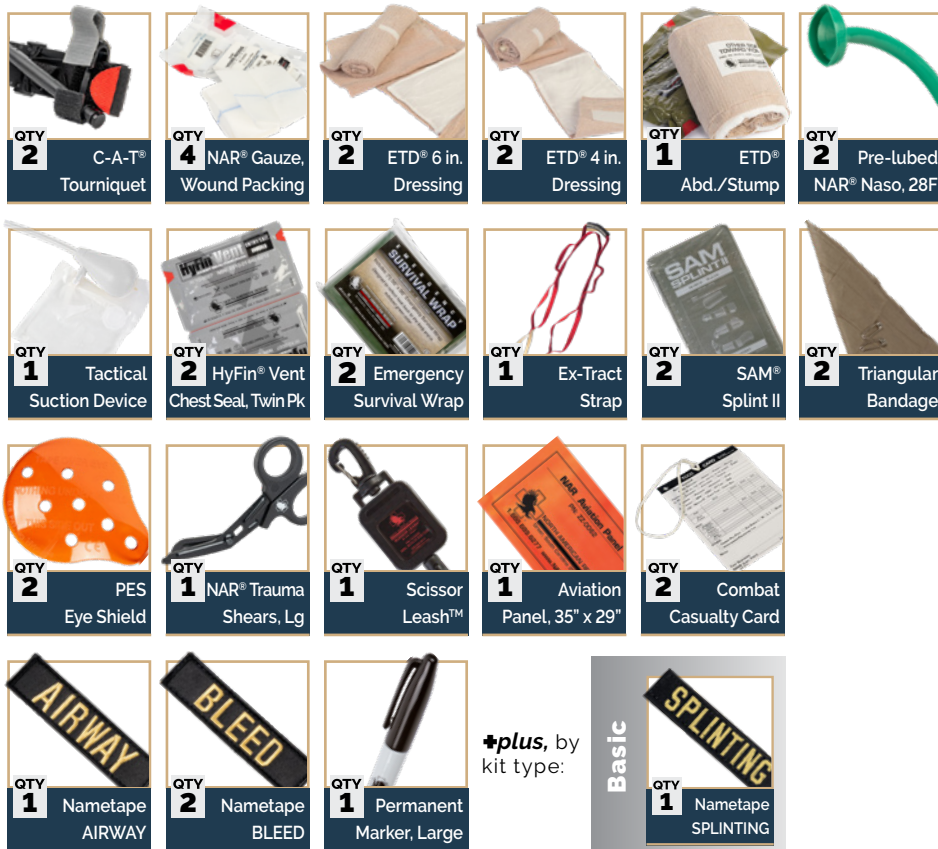 QTY
2
C-A-T®
Tourniquet
QTY
4
NAR® Gauze,
Wound Packing
QTY
2
ETD® 6 in.
Dressing
QTY
2
ETD® 4 in.
Dressing
OTHER SIDE
TOWARD WOUND
QTY
1
ETD®
Abd./Stump
QTY
2
Pre-lubed
NAR® Naso, 28F
QTY
1
Tactical
Suction Device
HyFin Vent
QTY
2
HyFin® Vent
Chest Seal, Twin Pk
SURVIVAL WRAP
QTY
2
Emergency
Survival Wrap
QTY
1
Ex-Tract
Strap
SAM
SPLINT II
QTY
2
SAM®
Splint II
QTY
2
Triangular
Bandage
QTY
2
PES
Eye Shield
QTY
1
NAR® Trauma
Shears, Lg
QTY
1
Scissor
Leash™
NAR Aviation Panel
QTY
1
Aviation
Panel, 35” x 29”
QTY
2
Combat
Casualty Card
AIRWAY
QTY
1
Nametape
AIRWAY
BLEED
QTY
2
Nametape
BLEED
QTY
1
Permanent
Marker, Large
+plus, by
kit type:
Basic
SPLINTING
QTY
1
Nametape
SPLINTING